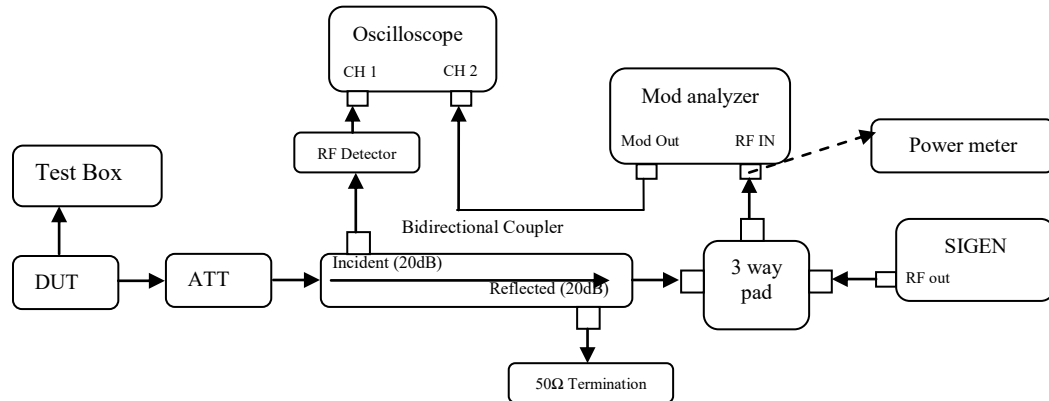 Oscilloscope
CH 1 CH 2
Mod analyzer
Mod Out RF IN
Power meter
RF Detector
Test Box
Bidirectional Coupler
SIGEN
RF out
DUT
ATT
Incident (20dB)
Reflected (20dB)
3 way
pad
50Ω Termination